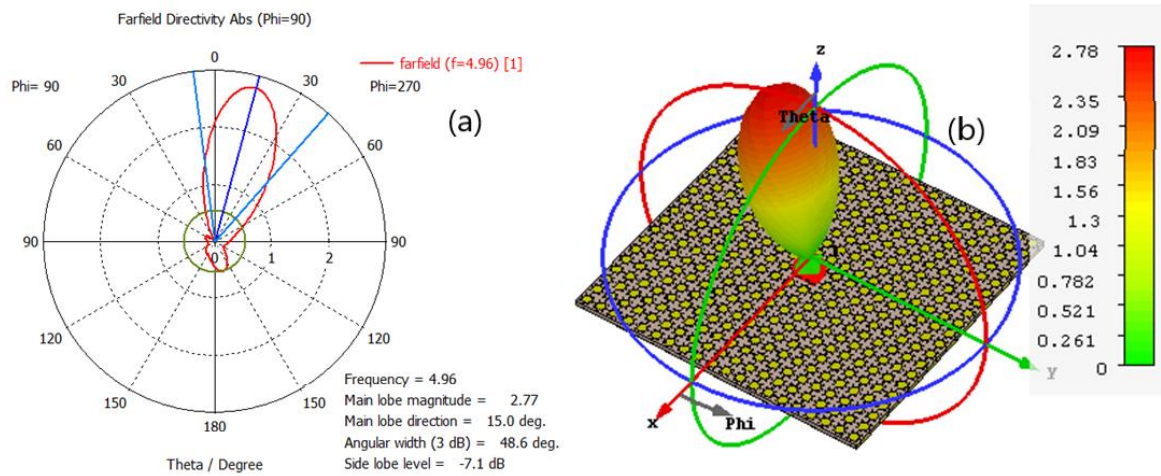 Farfield Directivity Abs (Phi=90)
farfield (f=4.96) [1]
(a)
Phi= 90
Phi=270
0
30
30
60
60
90
90
0
1
2
120
120
150
150
180
Theta / Degree
Frequency = 4.96
Main lobe magnitude = 2.77
Main lobe direction = 15.0 deg.
Angular width (3 dB) = 48.6 deg.
Side lobe level = -7.1 dB
(b)
z
Theta
y
x
Phi
2.78
2.35
2.09
1.83
1.56
1.3
1.04
0.782
0.521
0.261
0